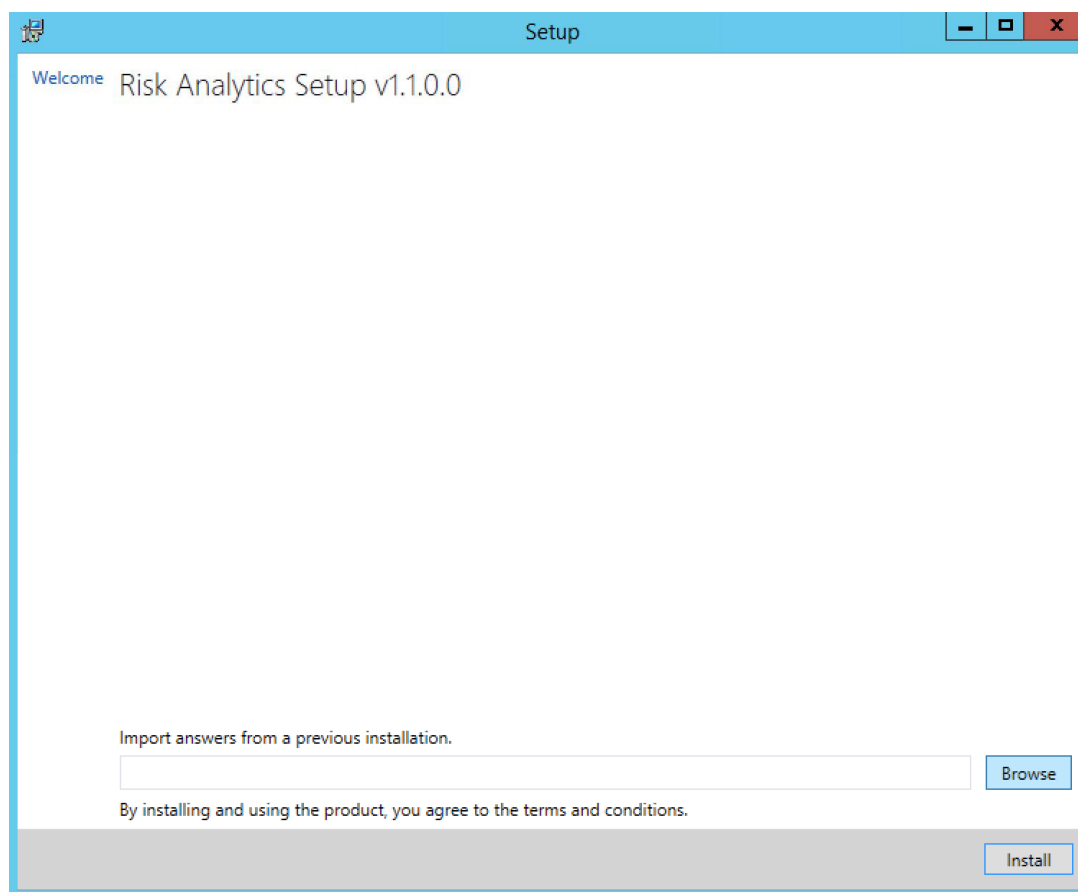 Setup
Welcome
Risk Analytics Setup v1.1.0.0
Import answers from a previous installation.
Browse
By installing and using the product, you agree to the terms and conditions.
Install